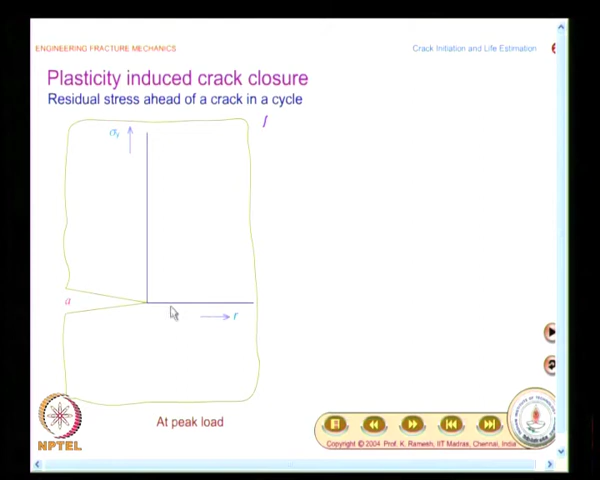 ENGINEERING FRACTURE MECHANICS
Crack Initiation and Life Estimation
Plasticity induced crack closure
Residual stress ahead of a crack in a cycle
a
r
At peak load
NPTEL
Copyright © 2004 Prof. K. Ramesh, IIT Madras, Chennai, India